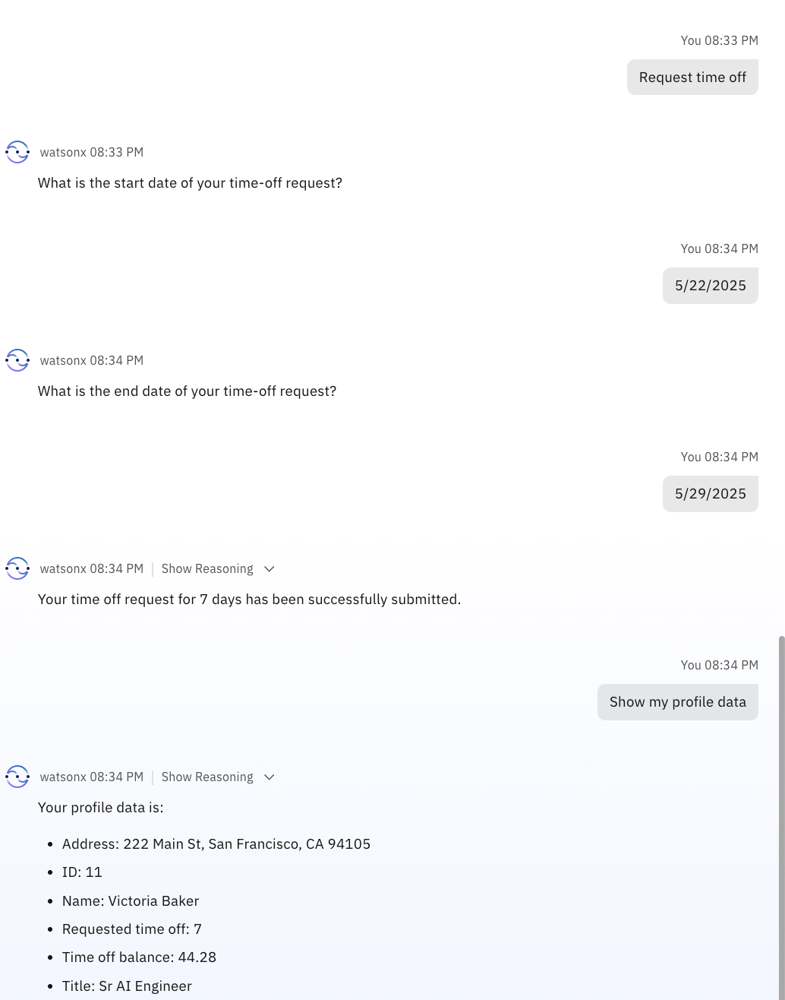 You 08:33 PM
Request time off
watsonx 08:33 PM
What is the start date of your time-off request?
You 08:34 PM
5/22/2025
watsonx 08:34 PM
What is the end date of your time-off request?
You 08:34 PM
5/29/2025
watsonx 08:34 PM | Show Reasoning
Your time off request for 7 days has been successfully submitted.
You 08:34 PM
Show my profile data
watsonx 08:34 PM | Show Reasoning
Your profile data is:
• Address: 222 Main St, San Francisco, CA 94105
• ID: 11
• Name: Victoria Baker
• Requested time off: 7
• Time off balance: 44.28
• Title: Sr AI Engineer